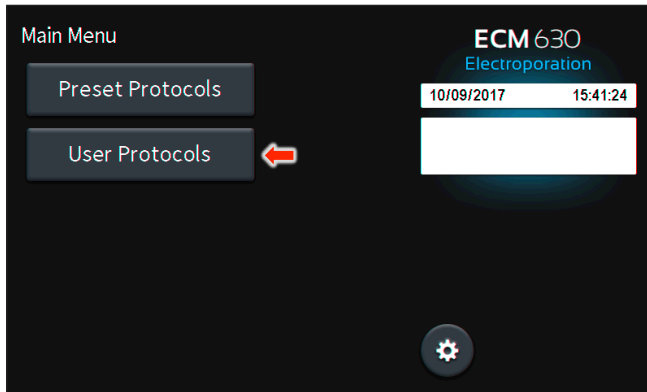 Main Menu
Preset Protocols
User Protocols
ECM 630
Electroporation
10/09/2017 15:41:24